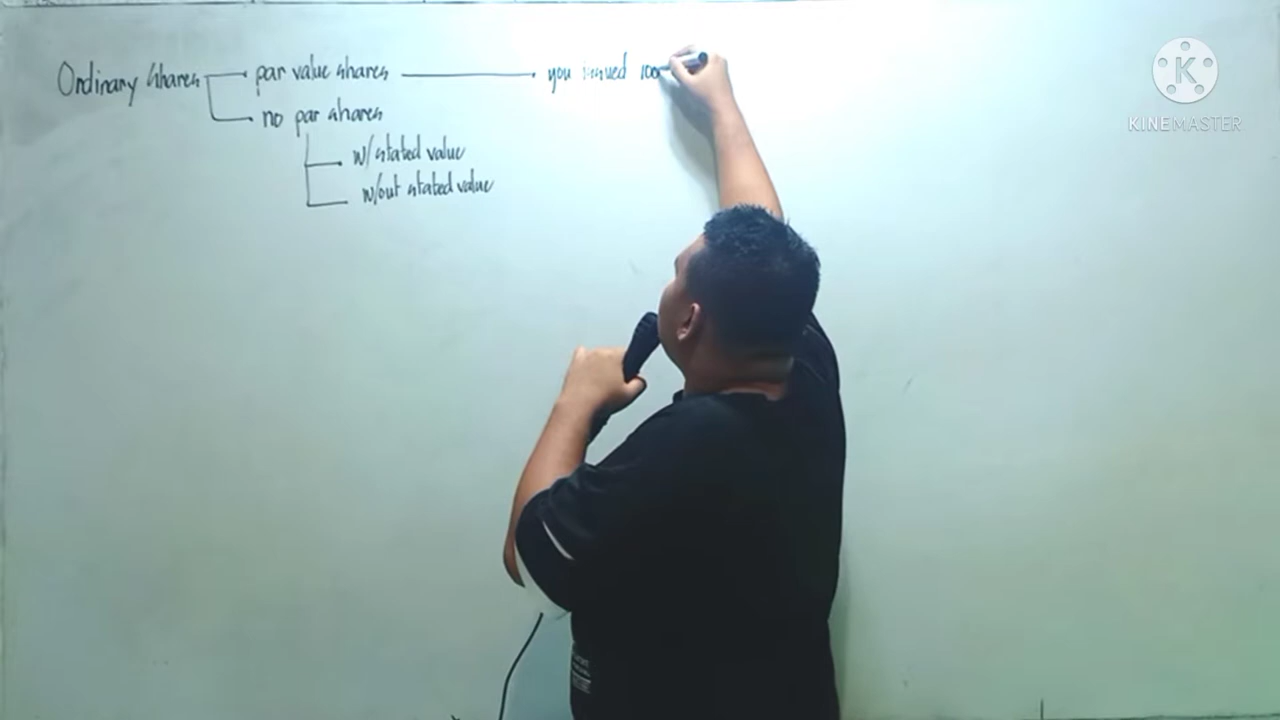 Ordinary shares par value shares you issued 100
no par shares
w/ stated value
w/out stated value
K
KINEMASTER